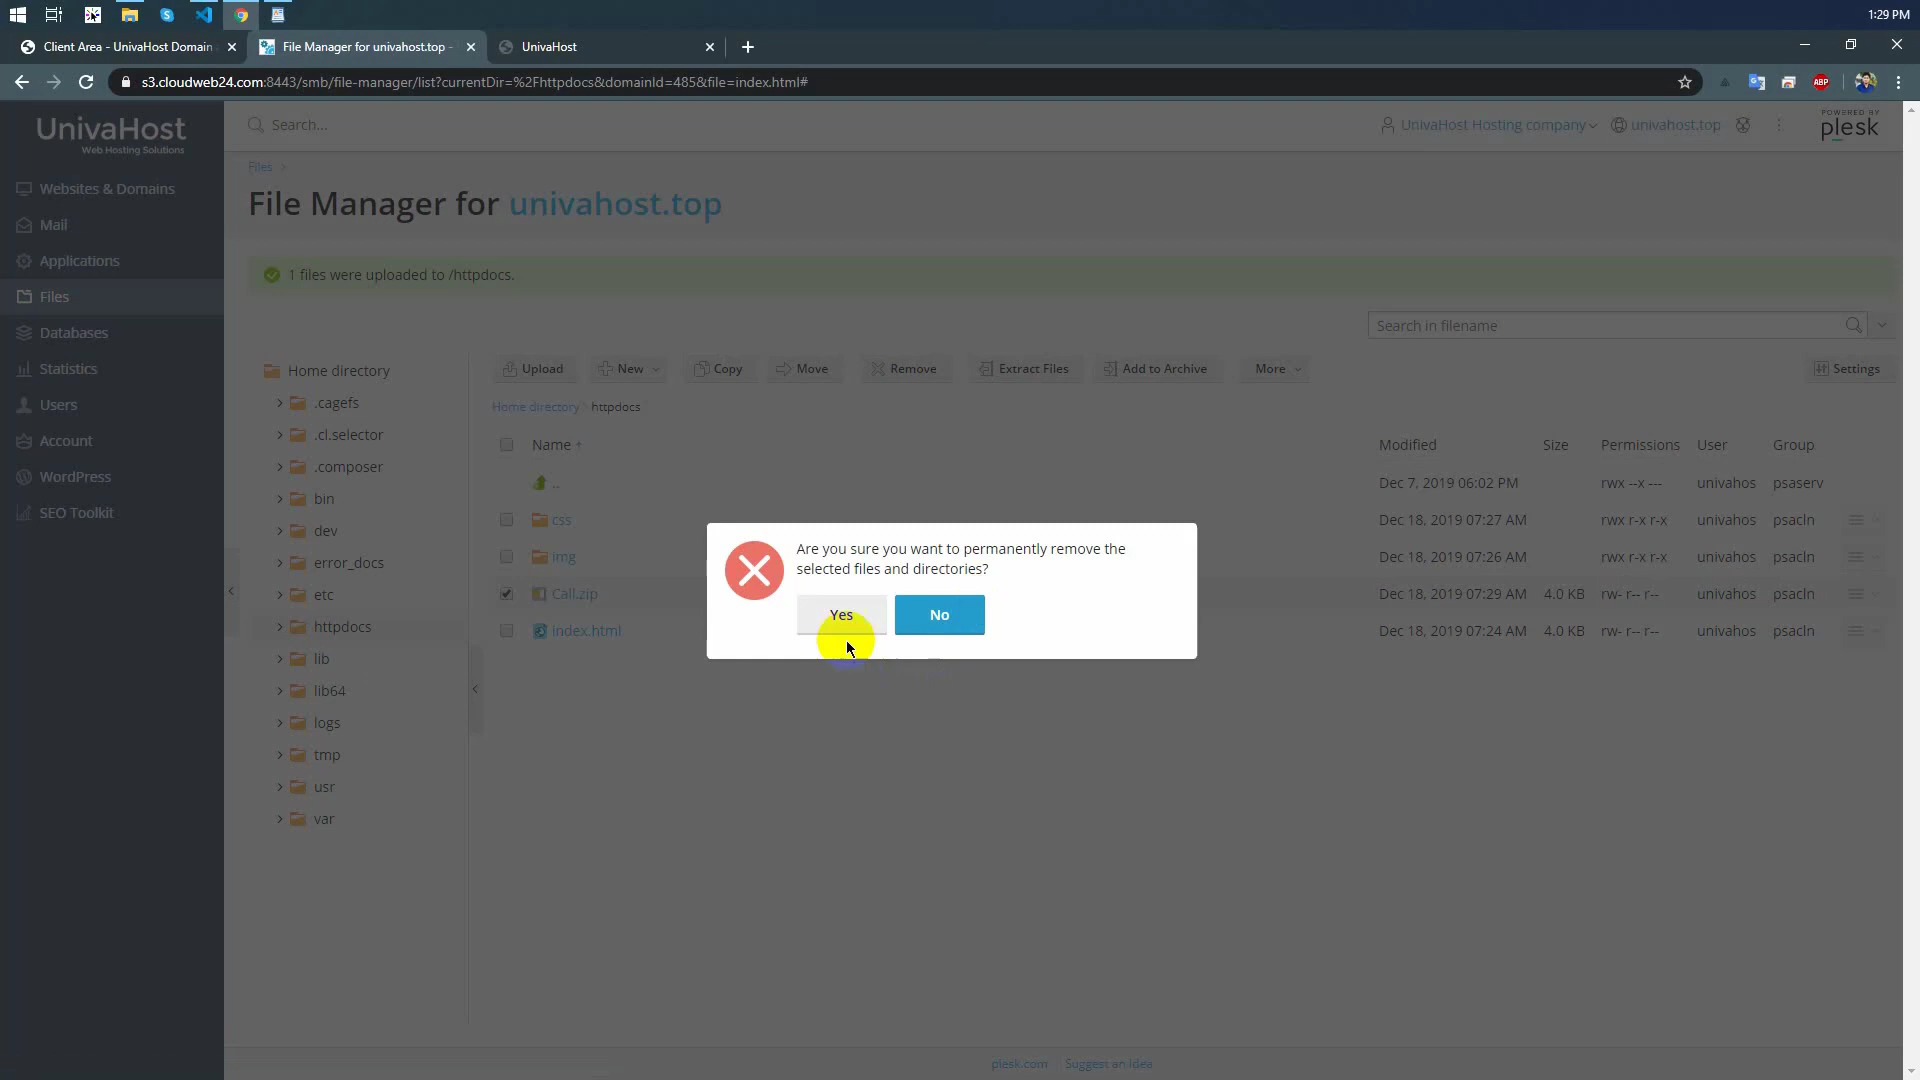 1:29 PM
Client Area - UnivaHost Domain
File Manager for univahost.top -
UnivaHost
s3.cloudweb24.com:8443/smb/file-manager/list?currentDir=%2Fhttpdocs&domainId=485&file=index.html#
ABP
UnivaHost
Web Hosting Solutions
Search...
UnivaHost Hosting company
univahost.top
POWERED BY
plesk
Websites & Domains
Mail
Applications
Files
Databases
Statistics
Users
Account
WordPress
SEO Toolkit
Files
File Manager for univahost.top
1 files were uploaded to /httpdocs.
Search in filename
Home directory
.cagefs
.cl.selector
.composer
bin
dev
error_docs
etc
httpdocs
lib
lib64
logs
tmp
usr
var
Upload
New
Copy
Move
Remove
Extract Files
Add to Archive
More
Settings
Home directory
httpdocs
Name Modified Size Permissions User Group
.. Dec 7, 2019 06:02 PM rwx --x --- univahos psaserv
css Dec 18, 2019 07:27 AM rwx r-x r-x univahos psacln
img Dec 18, 2019 07:26 AM rwx r-x r-x univahos psacln
Call.zip Dec 18, 2019 07:29 AM 4.0 KB rw- r-- r-- univahos psacln
index.html Dec 18, 2019 07:24 AM 4.0 KB rw- r-- r-- univahos psacln
Are you sure you want to permanently remove the
selected files and directories?
Yes
No
plesk.com
Suggest an Idea